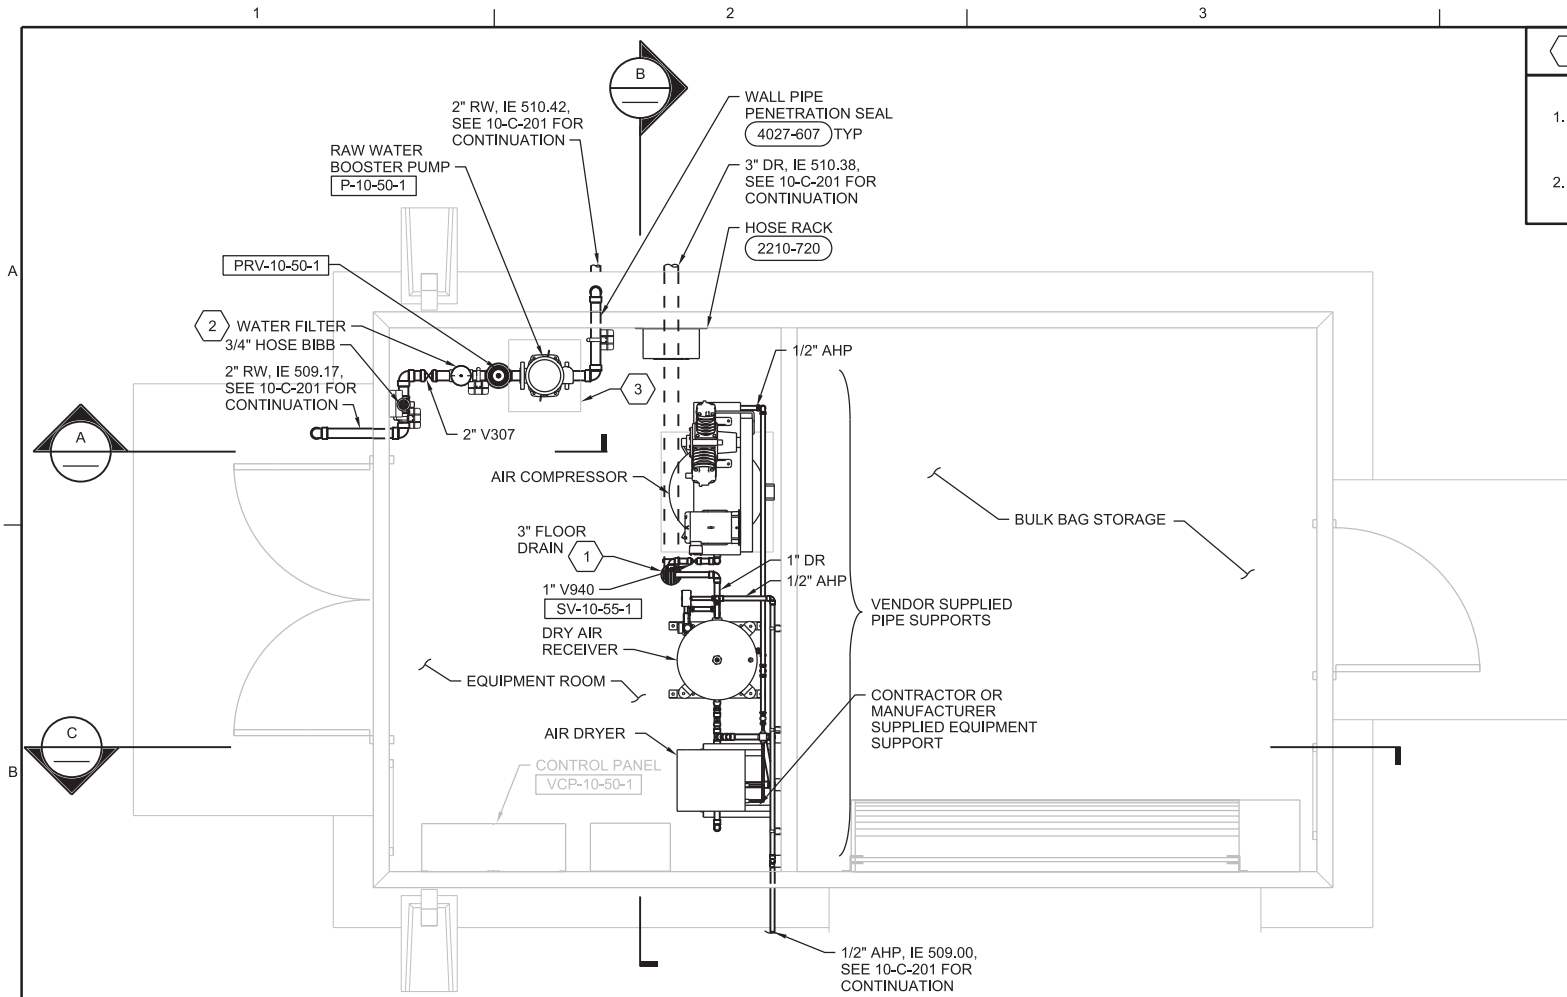 1
2
3
B
2" RW, IE 510.42,
SEE 10-C-201 FOR
CONTINUATION
WALL PIPE
PENETRATION SEAL
4027-607 TYP
1.
RAW WATER
BOOSTER PUMP
P-10-50-1
3" DR, IE 510.38,
SEE 10-C-201 FOR
CONTINUATION
2.
HOSE RACK
2210-720
A
PRV-10-50-1
2 WATER FILTER
3/4" HOSE BIBB
2" RW, IE 509.17,
SEE 10-C-201 FOR
CONTINUATION
1/2" AHP
3
2" V307
A
AIR COMPRESSOR
BULK BAG STORAGE
3" FLOOR
DRAIN
1
1" V940
SV-10-55-1
1" DR
1/2" AHP
DRY AIR
RECEIVER
VENDOR SUPPLIED
PIPE SUPPORTS
EQUIPMENT ROOM
CONTRACTOR OR
MANUFACTURER
SUPPLIED EQUIPMENT
SUPPORT
C
AIR DRYER
B
CONTROL PANEL
VCP-10-50-1
1/2" AHP, IE 509.00,
SEE 10-C-201 FOR
CONTINUATION